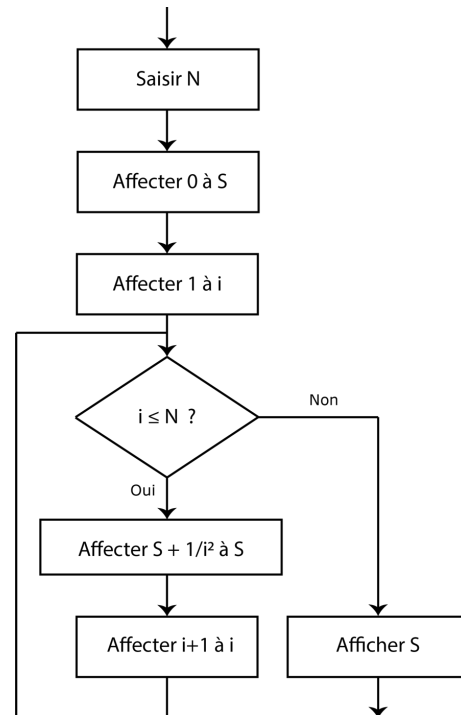 Saisir N
Affecter 0 à S
Affecter 1 à i
i ≤ N ?
Non
Oui
Affecter S + 1/i² à S
Affecter i+1 à i
Afficher S